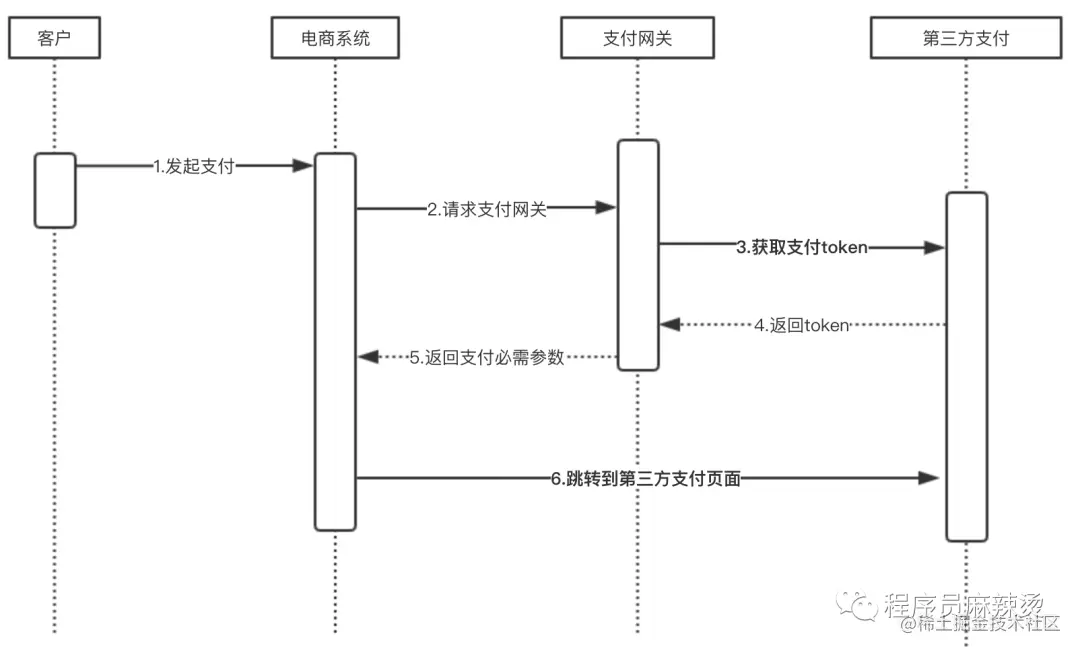 客户
电商系统
支付网关
第三方支付
1.发起支付
2.请求支付网关
3.获取支付token
4.返回token
5.返回支付必需参数
6.跳转到第三方支付页面
程序员麻辣烫
@稀土掘金技术社区